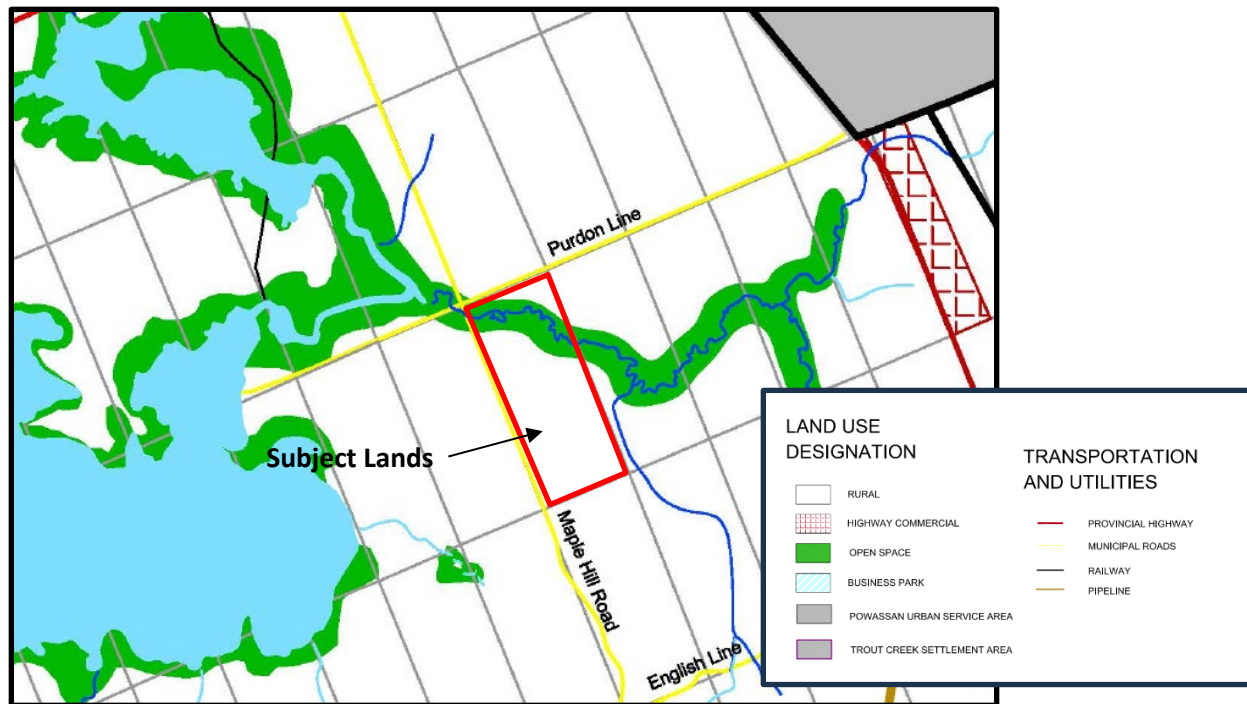 Purdon Line
Subject Lands
Maple Hill Road
English Line
LAND USE
DESIGNATION
RURAL
HIGHWAY COMMERCIAL
OPEN SPACE
BUSINESS PARK
POWASSAN URBAN SERVICE AREA
TROUT CREEK SETTLEMENT AREA
TRANSPORTATION
AND UTILITIES
PROVINCIAL HIGHWAY
MUNICIPAL ROADS
RAILWAY
PIPELINE